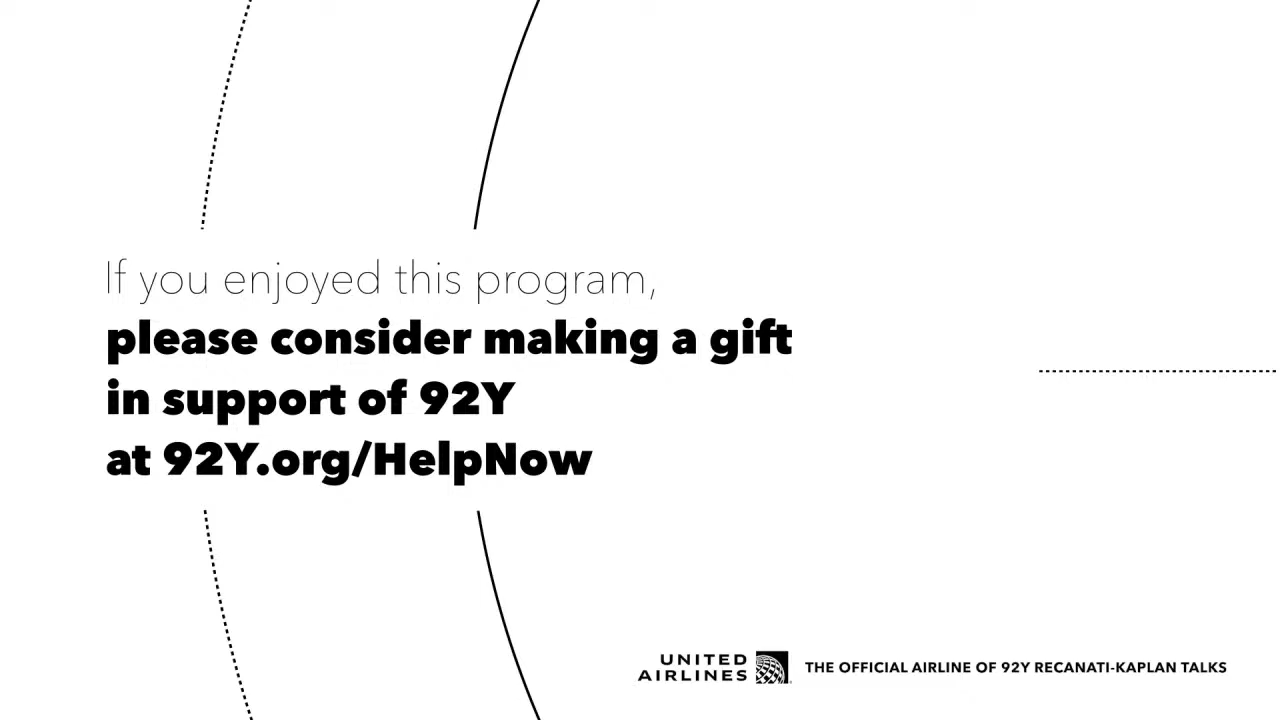 If you enjoyed this program,
please consider making a gift
in support of 92Y
at 92Y.org/HelpNow
UNITED
AIRLINES
THE OFFICIAL AIRLINE OF 92Y RECANATI-KAPLAN TALKS